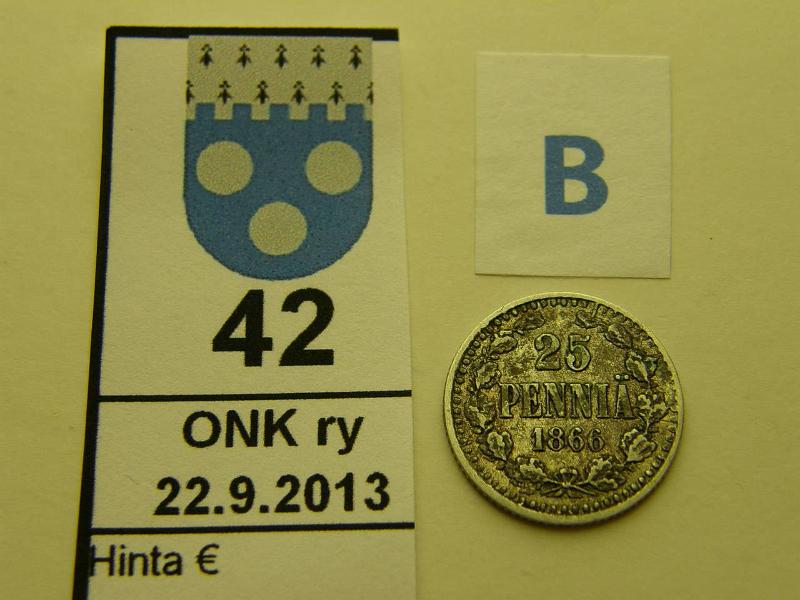 42
ONK ry
22.9.2013
Hinta €
B
25
PENNIÄ
1866